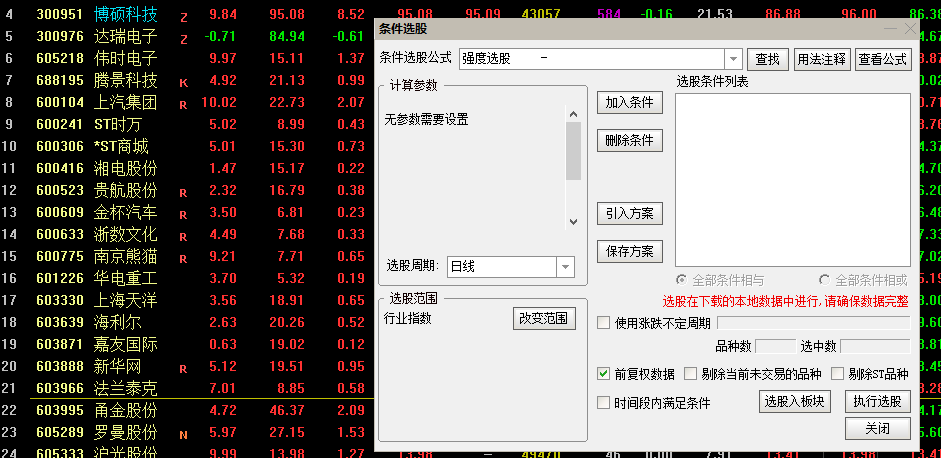 4 300951 博硕科技 Z 9.84 95.08 8.52 95.08 95.09 43057 584 -0.16 21.53 86.88 96.00 86.3
5 300976 达瑞电子 Z -0.71 84.94 -0.61
6 605218 伟时电子 9.97 15.11 1.37
7 688195 腾景科技 K 4.92 21.13 0.99
8 600104 上汽集团 R 10.02 22.73 2.07
9 600241 ST时万 5.02 8.99 0.43
10 600306 *ST商城 5.01 15.30 0.73
11 600416 湘电股份 1.47 15.17 0.22
12 600523 贵航股份 R 2.32 16.79 0.38
13 600609 金杯汽车 R 3.50 6.81 0.23
14 600633 浙数文化 R 4.49 7.68 0.33
15 600775 南京熊猫 R 9.21 7.71 0.65
16 601226 华电重工 3.70 5.32 0.19
17 603330 上海天洋 3.56 18.91 0.65
18 603639 海利尔 2.63 20.26 0.52
19 603871 嘉友国际 0.63 19.02 0.12
20 603888 新华网 R 5.12 19.51 0.95
21 603966 法兰泰克 7.01 8.85 0.58
22 603995 甬金股份 4.72 46.37 2.09
23 605289 罗曼股份 N 5.97 27.15 1.53
24 605333 沪光股份 9.99 13.98 1.27 13.98 — 49470 46 0.00 7.91 13.41 13.98 13.4
条件选股
条件选股公式 强度选股 － 查找 用法注释 查看公式
计算参数
无参数需要设置
加入条件
删除条件
引入方案
保存方案
选股条件列表
选股周期: 日线
全部条件相与 全部条件相或
选股在下载的本地数据中进行,请确保数据完整
选股范围
行业指数 改变范围
使用涨跌不定周期
品种数 选中数
前复权数据 剔除当前未交易的品种 剔除ST品种
时间段内满足条件 选股入板块 执行选股
关闭